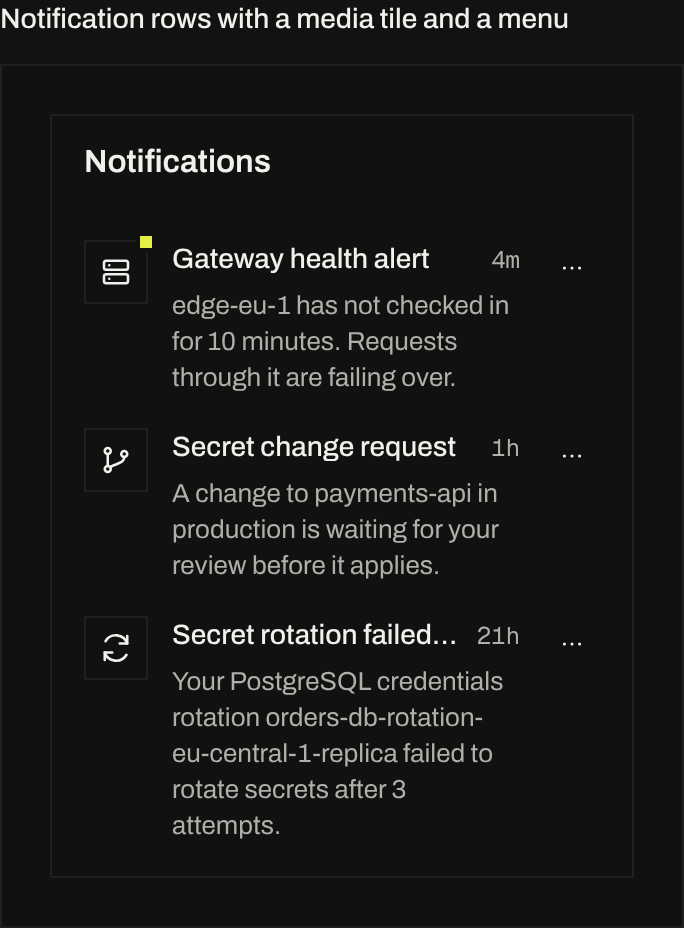 Notification rows with a media tile and a menu
Notifications
Gateway health alert 4m ...
edge-eu-1 has not checked in
for 10 minutes. Requests
through it are failing over.
Secret change request 1h ...
A change to payments-api in
production is waiting for your
review before it applies.
Secret rotation failed... 21h ...
Your PostgreSQL credentials
rotation orders-db-rotation-
eu-central-1-replica failed to
rotate secrets after 3
attempts.